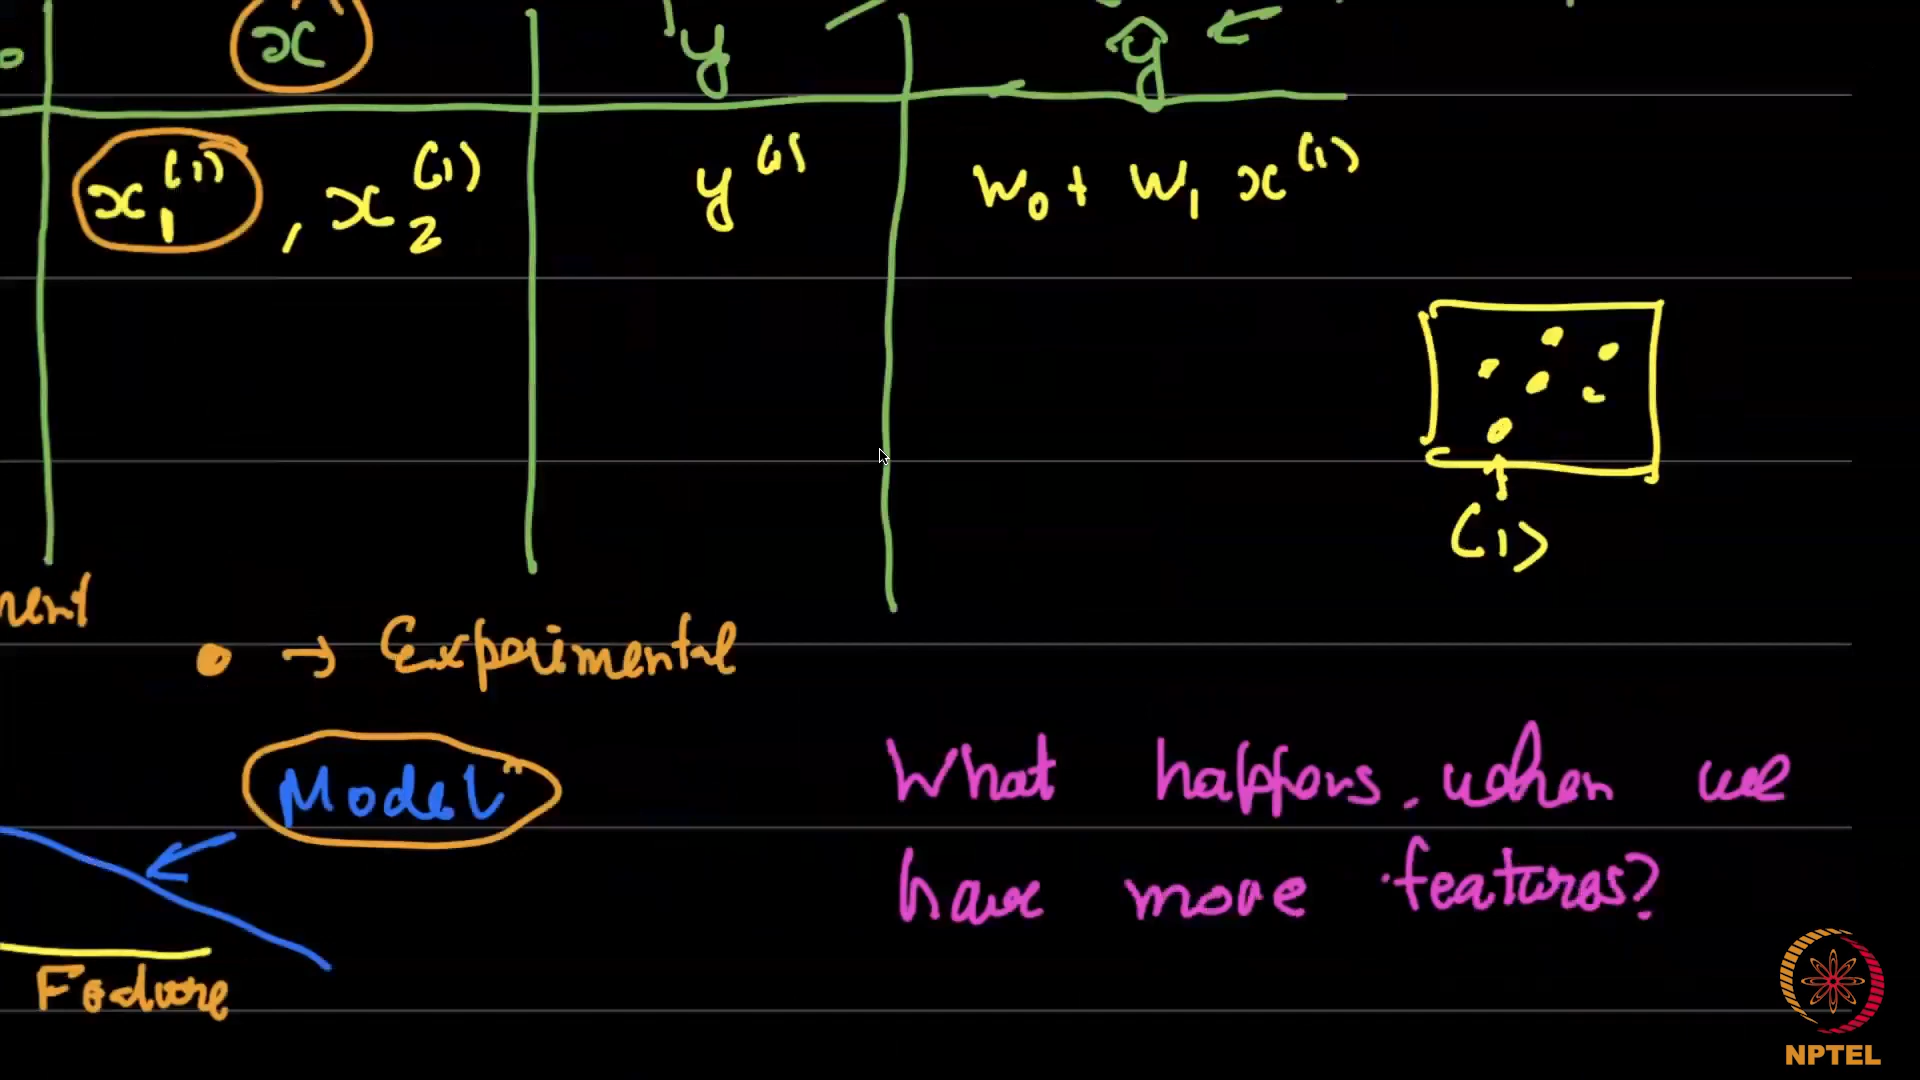 x y ŷ
x₁⁽¹⁾, x₂⁽¹⁾ y⁽¹⁾ w₀ + w₁ x⁽¹⁾
(1)
• → Experimental
Model
What happens when we
have more features?
Feature
NPTEL